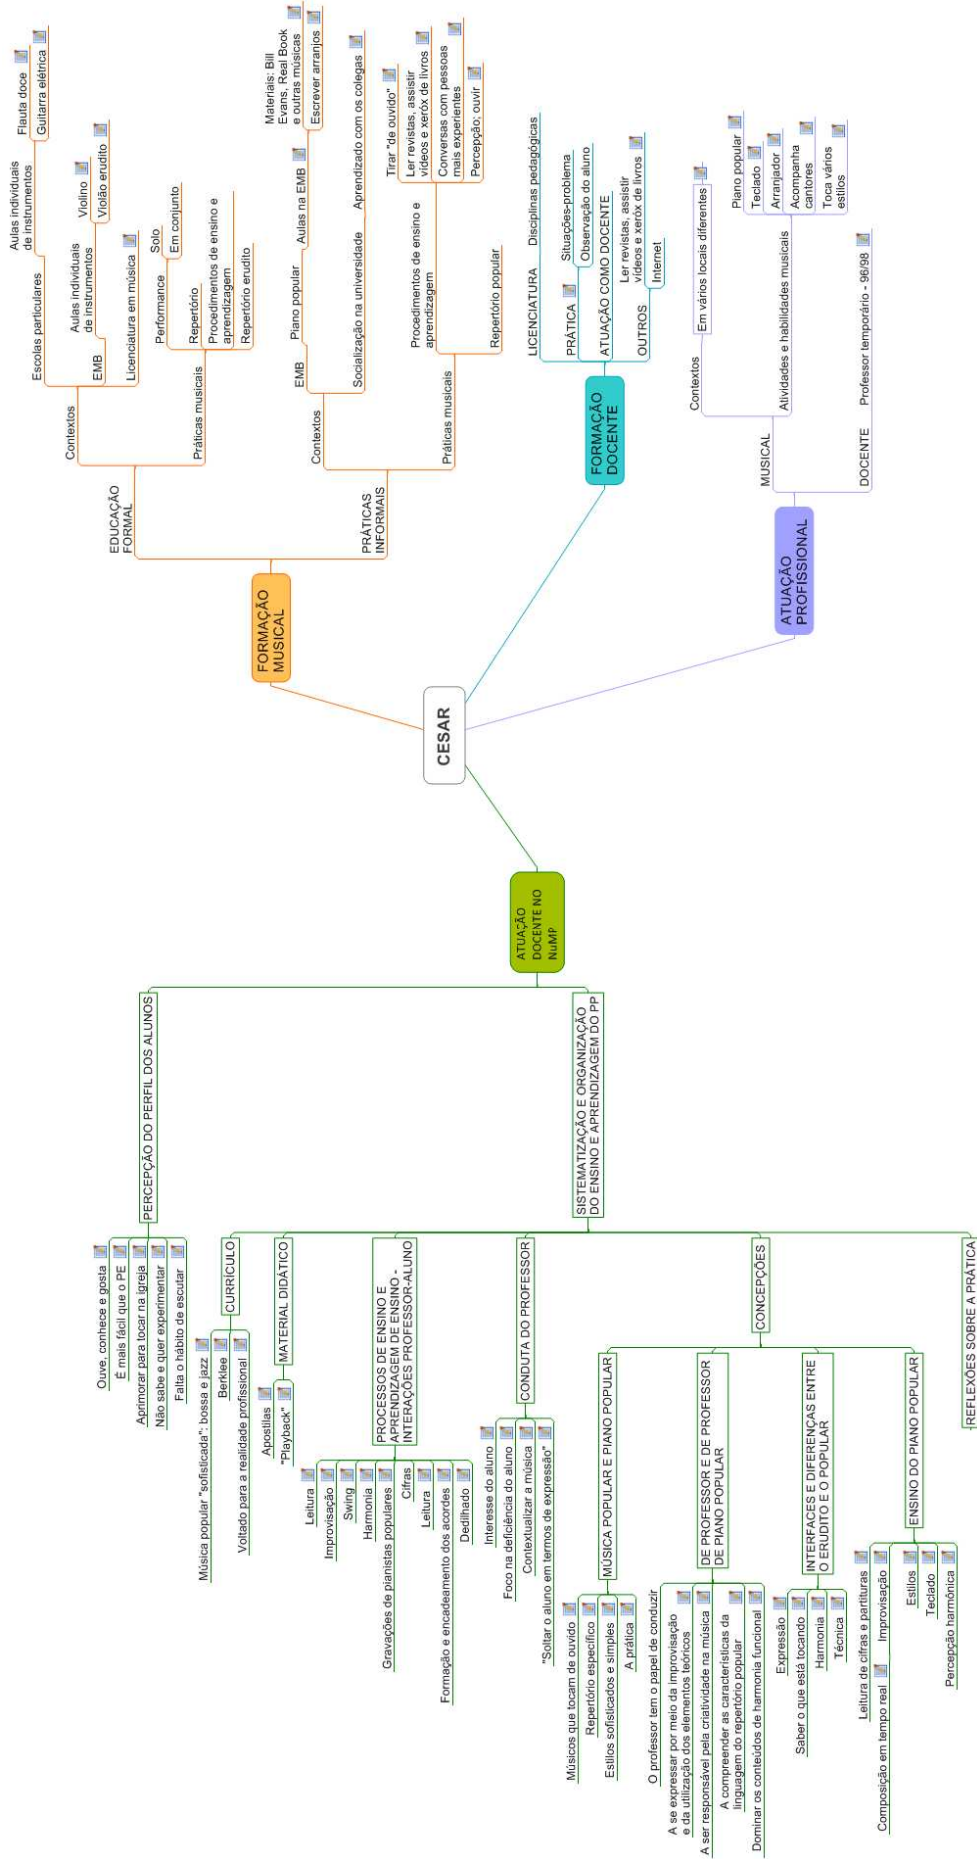 CESAR
FORMAÇÃO
MUSICAL
EDUCAÇÃO
FORMAL
Contextos
Escolas particulares
Aulas individuais
de instrumentos
Flauta doce
Guitarra elétrica
EMB
Aulas individuais
de instrumentos
Violino
Violão erudito
Licenciatura em música
Práticas musicais
Performance
Solo
Em conjunto
Repertório
Procedimentos de ensino e
aprendizagem
Repertório erudito
PRÁTICAS
INFORMAIS
Contextos
EMB
Piano popular
Aulas na EMB
Materiais: Bill
Evans, Real Book
e outras músicas
Escrever arranjos
Socialização na universidade
Aprendizado com os colegas
Práticas musicais
Procedimentos de ensino e
aprendizagem
Tirar "de ouvido"
Ler revistas, assistir
vídeos e xeróx de livros
Conversas com pessoas
mais experientes
Percepção; ouvir
Repertório popular
FORMAÇÃO
DOCENTE
LICENCIATURA
Disciplinas pedagógicas
PRÁTICA
Situações-problema
Observação do aluno
ATUAÇÃO COMO DOCENTE
OUTROS
Ler revistas, assistir
vídeos e xeróx de livros
Internet
ATUAÇÃO
PROFISSIONAL
MUSICAL
Contextos
Em vários locais diferentes
Atividades e habilidades musicais
Piano popular
Teclado
Arranjador
Acompanha
cantores
Toca vários
estilos
DOCENTE
Professor temporário - 96/98
ATUAÇÃO
DOCENTE NO
NuMP
PERCEPÇÃO DO PERFIL DOS ALUNOS
Ouve, conhece e gosta
É mais fácil que o PE
Aprimorar para tocar na igreja
Não sabe e quer experimentar
Falta o hábito de escutar
SISTEMATIZAÇÃO E ORGANIZAÇÃO
DO ENSINO E APRENDIZAGEM DO PP
CURRÍCULO
Música popular "sofisticada": bossa e jazz
Berklee
Voltado para a realidade profissional
MATERIAL DIDÁTICO
Apostilas
"Playback"
PROCESSOS DE ENSINO E
APRENDIZAGEM DE ENSINO -
INTERAÇÕES PROFESSOR-ALUNO
Leitura
Improvisação
Swing
Harmonia
Gravações de pianistas populares
Cifras
Leitura
Formação e encadeamento dos acordes
Dedilhado
CONDUTA DO PROFESSOR
Interesse do aluno
Foco na deficiência do aluno
Contextualizar a música
"Soltar o aluno em termos de expressão"
CONCEPÇÕES
MÚSICA POPULAR E PIANO POPULAR
Músicos que tocam de ouvido
Repertório específico
Estilos sofisticados e simples
A prática
DE PROFESSOR E DE PROFESSOR
DE PIANO POPULAR
O professor tem o papel de conduzir
A se expressar por meio da improvisação
e da utilização dos elementos teóricos
A ser responsável pela criatividade na música
A compreender as características da
linguagem do repertório popular
Dominar os conteúdos de harmonia funcional
INTERFACES E DIFERENÇAS ENTRE
O ERUDITO E O POPULAR
Expressão
Saber o que está tocando
Harmonia
Técnica
ENSINO DO PIANO POPULAR
Leitura de cifras e partituras
Improvisação
Composição em tempo real
Estilos
Teclado
Percepção harmônica
REFLEXÕES SOBRE A PRÁTICA